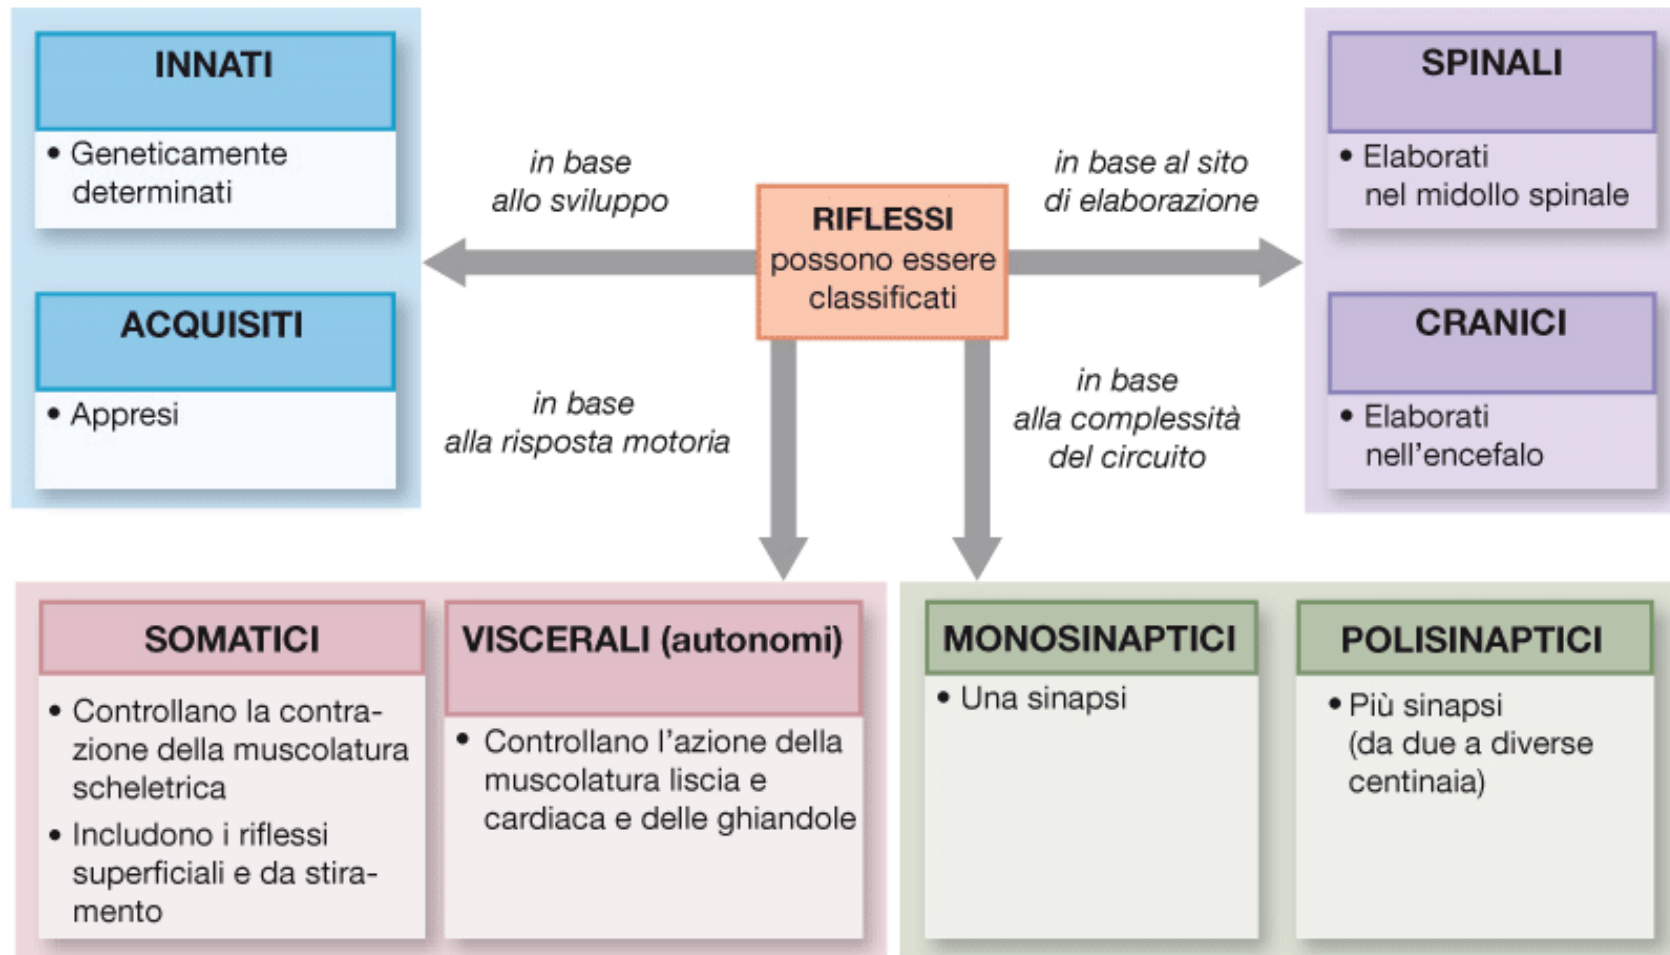 INNATI
• Geneticamente
determinati
ACQUISITI
• Appresi
in base
allo sviluppo
RIFLESSI
possono essere
classificati
in base al sito
di elaborazione
SPINALI
• Elaborati
nel midollo spinale
CRANICI
• Elaborati
nell’encefalo
in base
alla risposta motoria
in base
alla complessità
del circuito
SOMATICI
• Controllano la contra-
zione della muscolatura
scheletrica
• Includono i riflessi
superficiali e da stira-
mento
VISCERALI (autonomi)
• Controllano l’azione della
muscolatura liscia e
cardiaca e delle ghiandole
MONOSINAPTICI
• Una sinapsi
POLISINAPTICI
• Più sinapsi
(da due a diverse
centinaia)